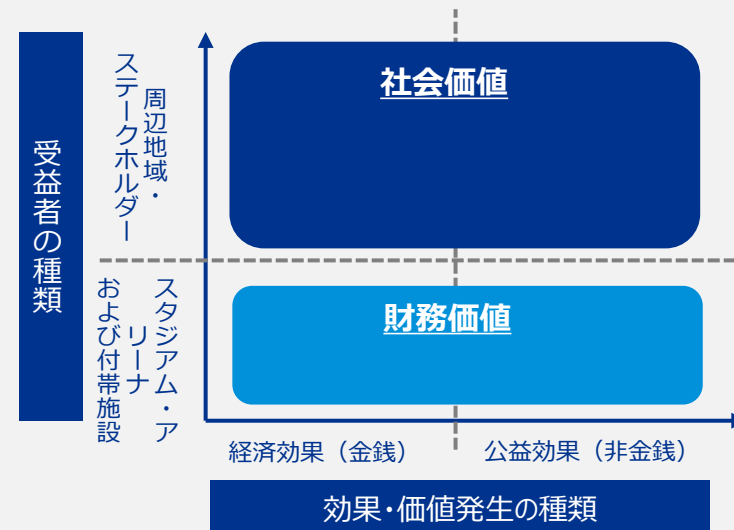 受益者の種類
周辺地域・
ステークホルダー
社会価値
スタジアム・ア
リーナ
および付帯施設
財務価値
経済効果（金銭）
公益効果（非金銭）
効果・価値発生の種類